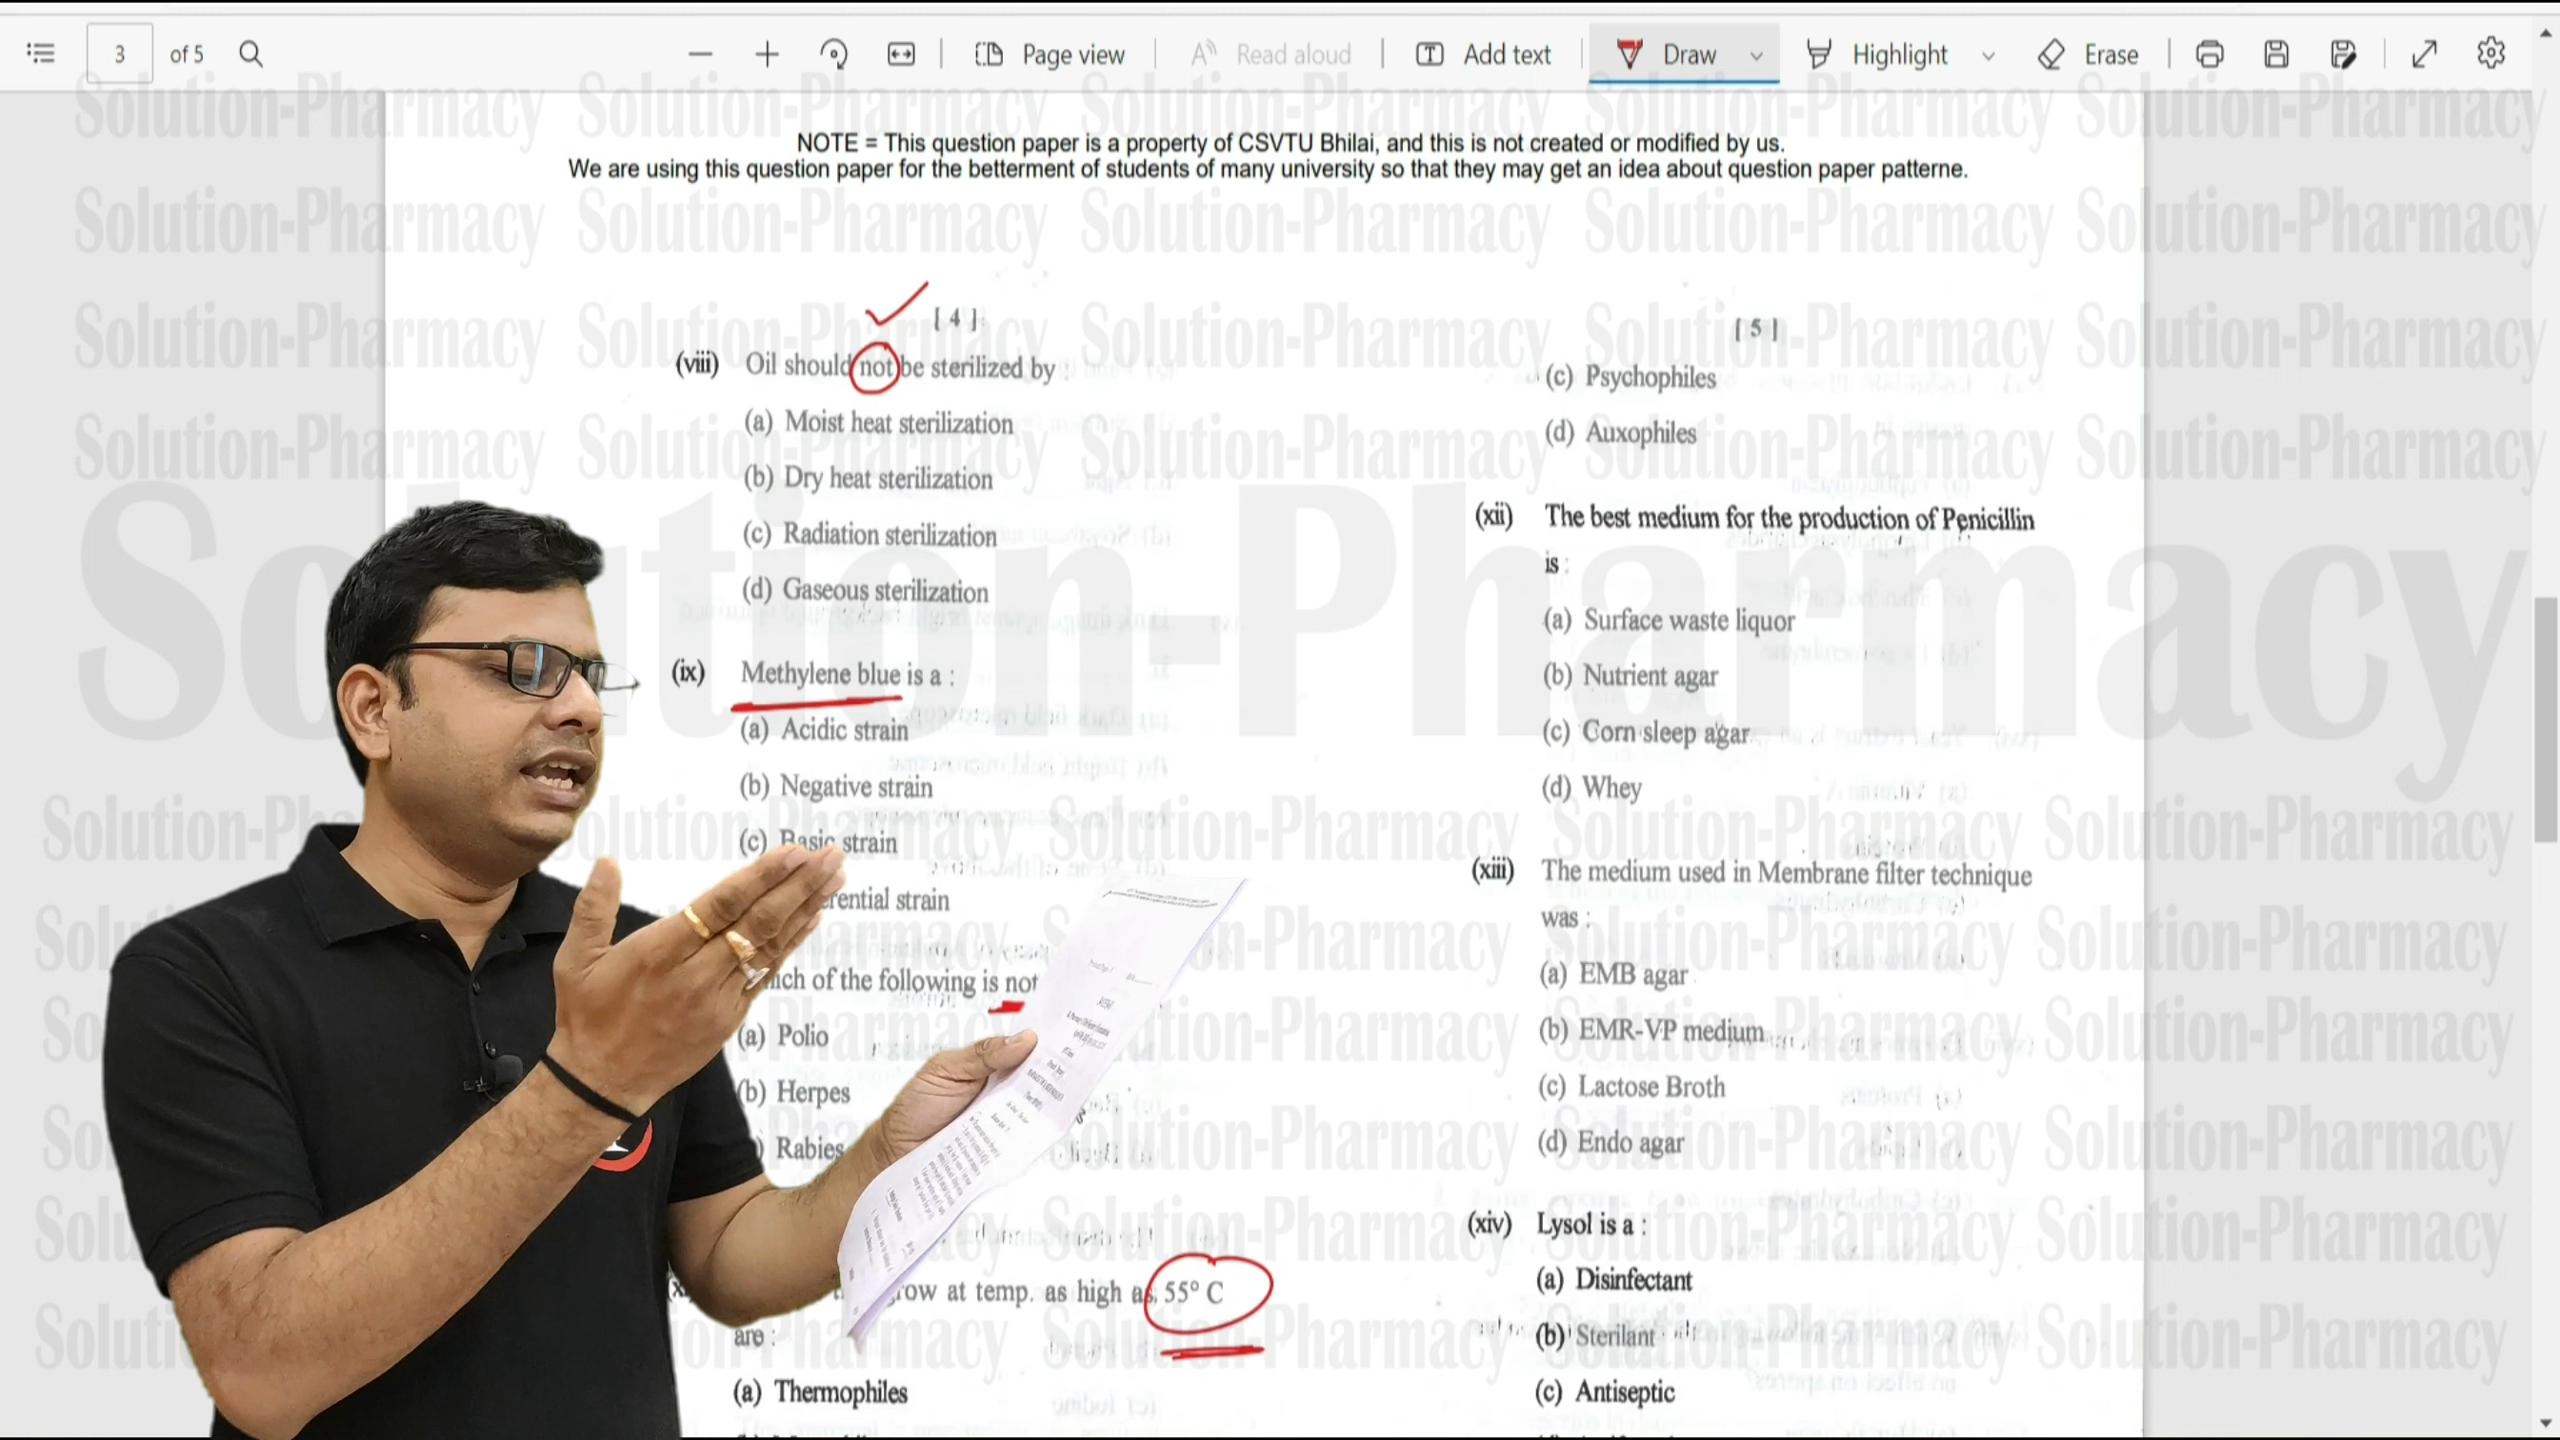 3 of 5 Page view Read aloud Add text Draw Highlight Erase
NOTE = This question paper is a property of CSVTU Bhilai, and this is not created or modified by us.
We are using this question paper for the betterment of students of many university so that they may get an idea about question paper patterne.
[ 4 ]
(viii) Oil should not be sterilized by :
(a) Moist heat sterilization
(b) Dry heat sterilization
(c) Radiation sterilization
(d) Gaseous sterilization
(ix) Methylene blue is a :
(a) Acidic strain
(b) Negative strain
(c) Basic strain
strain
of the following is not
(a) Polio
(b) Herpes
Rabies
at temp. as high as 55° C
are :
(a) Thermophiles
[ 5 ]
(c) Psychophiles
(d) Auxophiles
(xii) The best medium for the production of Penicillin
is :
(a) Surface waste liquor
(b) Nutrient agar
(c) Corn sleep agar
(d) Whey
(xiii) The medium used in Membrane filter technique
was :
(a) EMB agar
(b) EMR-VP medium
(c) Lactose Broth
(d) Endo agar
(xiv) Lysol is a :
(a) Disinfectant
(b) Sterilant
(c) Antiseptic
Solution-Pharmacy